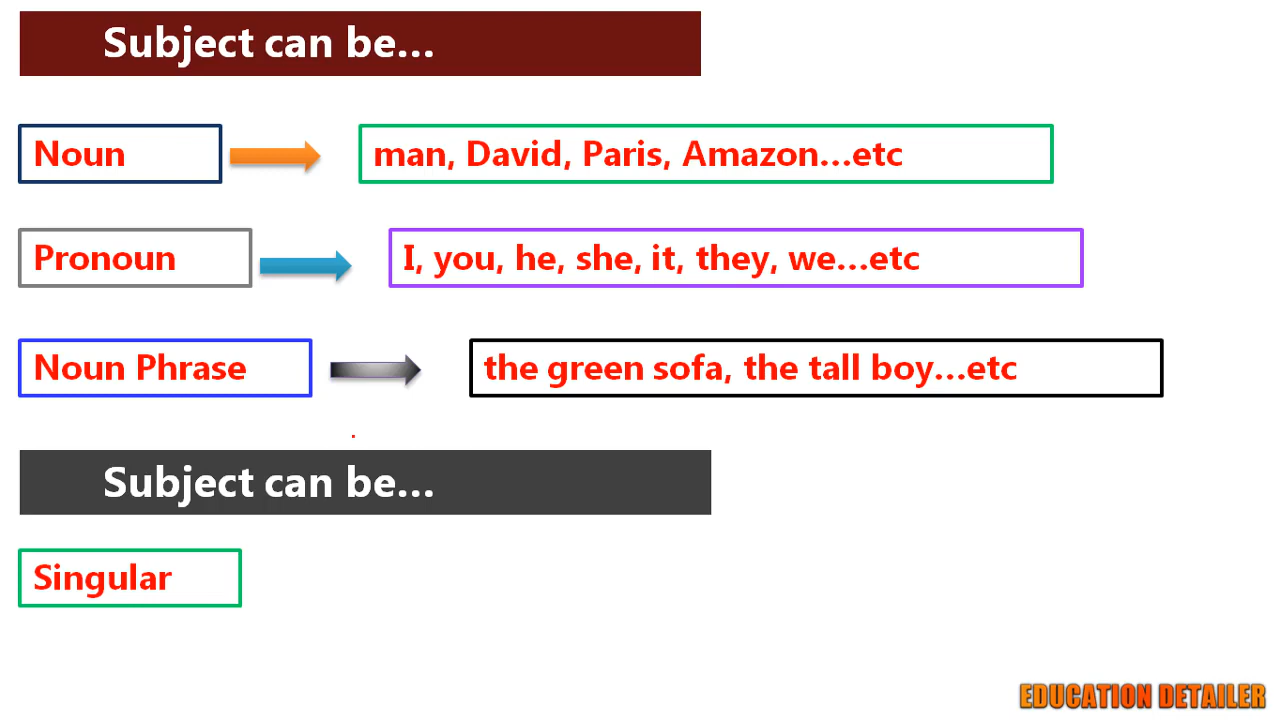 Subject can be...
Noun
man, David, Paris, Amazon...etc
Pronoun
I, you, he, she, it, they, we...etc
Noun Phrase
the green sofa, the tall boy...etc
Subject can be...
Singular
EDUCATION DETAILER